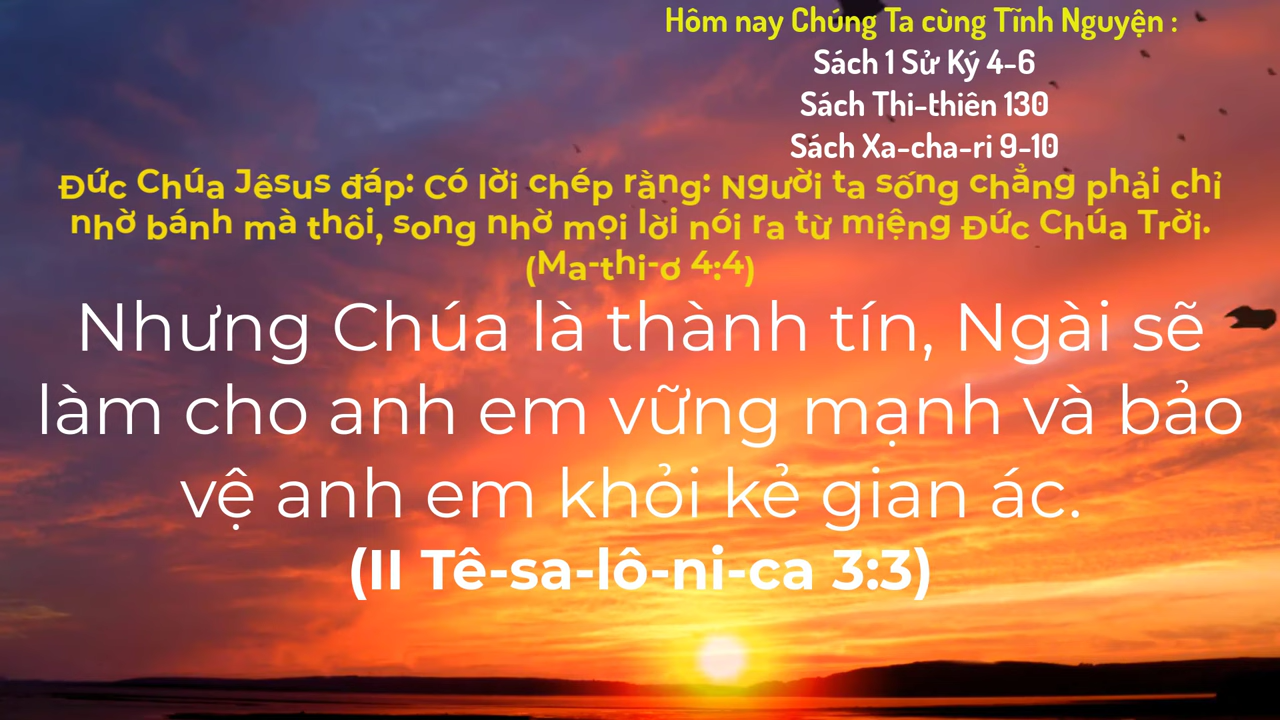 Hôm nay Chúng Ta cùng Tĩnh Nguyện :
Sách 1 Sử Ký 4-6
Sách Thi-thiên 130
Sách Xa-cha-ri 9-10
Đức Chúa Jêsus đáp: Có lời chép rằng: Người ta sống chẳng phải chỉ
nhờ bánh mà thôi, song nhờ mọi lời nói ra từ miệng Đức Chúa Trời.
(Ma-thi-ơ 4:4)
Nhưng Chúa là thành tín, Ngài sẽ
làm cho anh em vững mạnh và bảo
vệ anh em khỏi kẻ gian ác.
(II Tê-sa-lô-ni-ca 3:3)